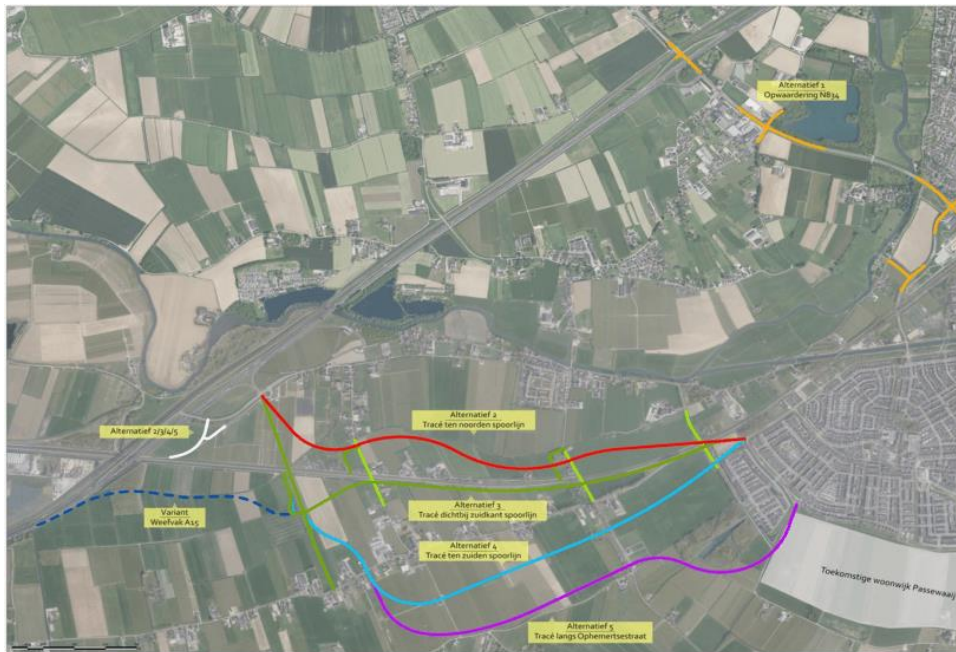 Alternatief 1
Opwaardering N834
Alternatief 2
Tracé ten noorden spoorlijn
Alternatief 2/3/4/5
Variant
Weefvak A15
Alternatief 3
Tracé dichtbij zuidkant spoorlijn
Alternatief 4
Tracé ten zuiden spoorlijn
Toekomstige woonwijk Passewaaij
Alternatief 5
Tracé langs Ophemertsestraat